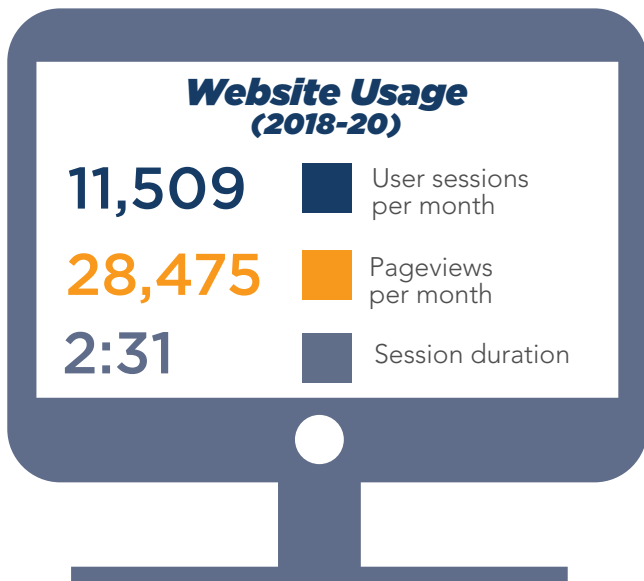 Website Usage
(2018-20)
11,509
User sessions
per month
28,475
Pageviews
per month
2:31
Session duration